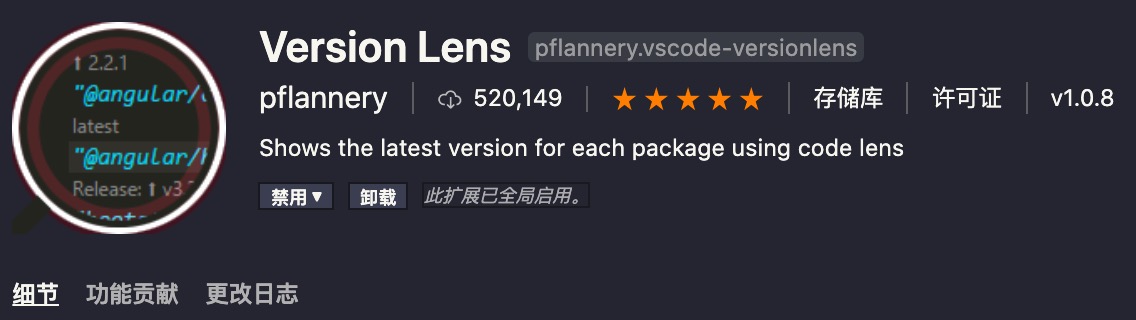 ↑ 2.2.1
"@angular/
latest
"@angular/
Release: ↑ v3
Version Lens pflannery.vscode-versionlens
pflannery 520,149 ★★★★★ 存储库 许可证 v1.0.8
Shows the latest version for each package using code lens
禁用▼ 卸载 此扩展已全局启用。
细节 功能贡献 更改日志